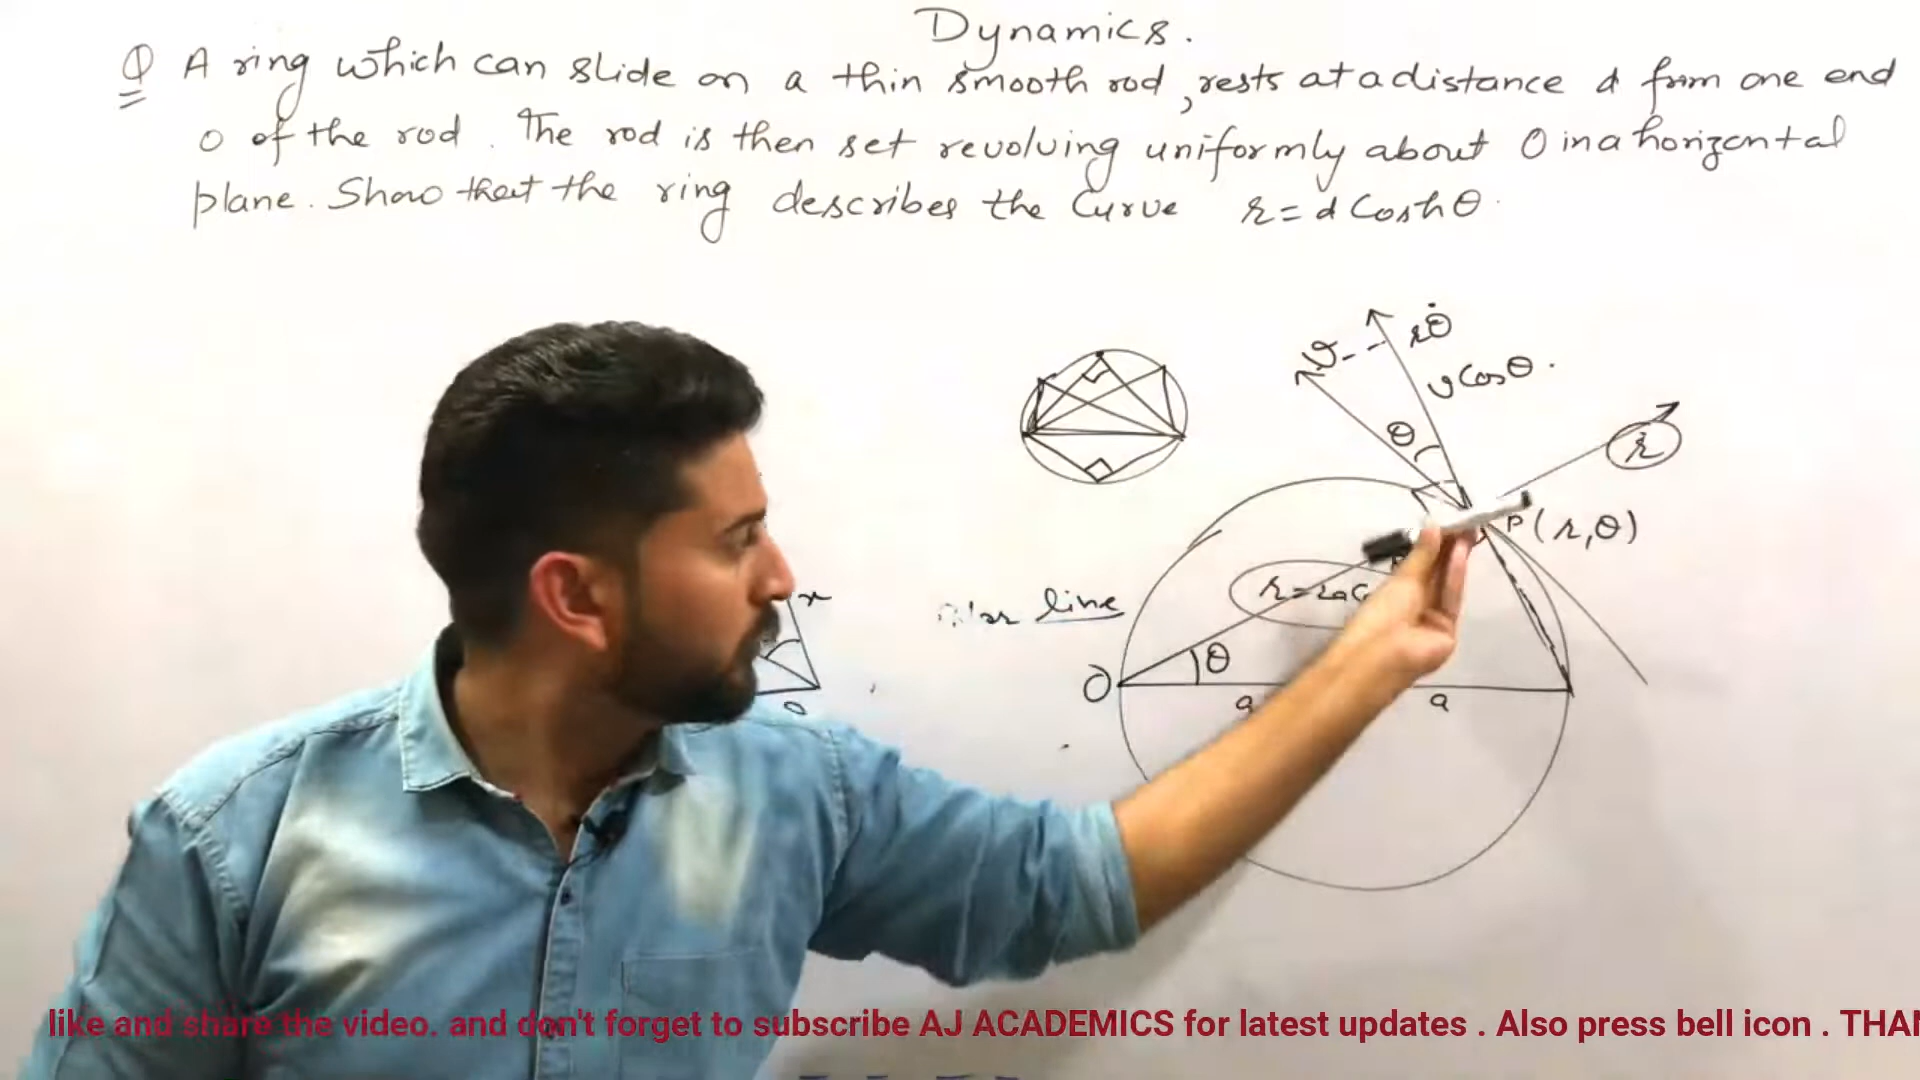 Dynamics.
Q A ring which can slide on a thin smooth rod, rests at a distance d from one end
O of the rod. The rod is then set revolving uniformly about O in a horizontal
plane. Show that the ring describes the Curve r = d Cosh θ.
v
rθ̇
v Cos θ.
θ
ṙ
P(r, θ)
r = 2a
line
x
O
θ
a
a
a
like and share the video. and don't forget to subscribe AJ ACADEMICS for latest updates . Also press bell icon . THA